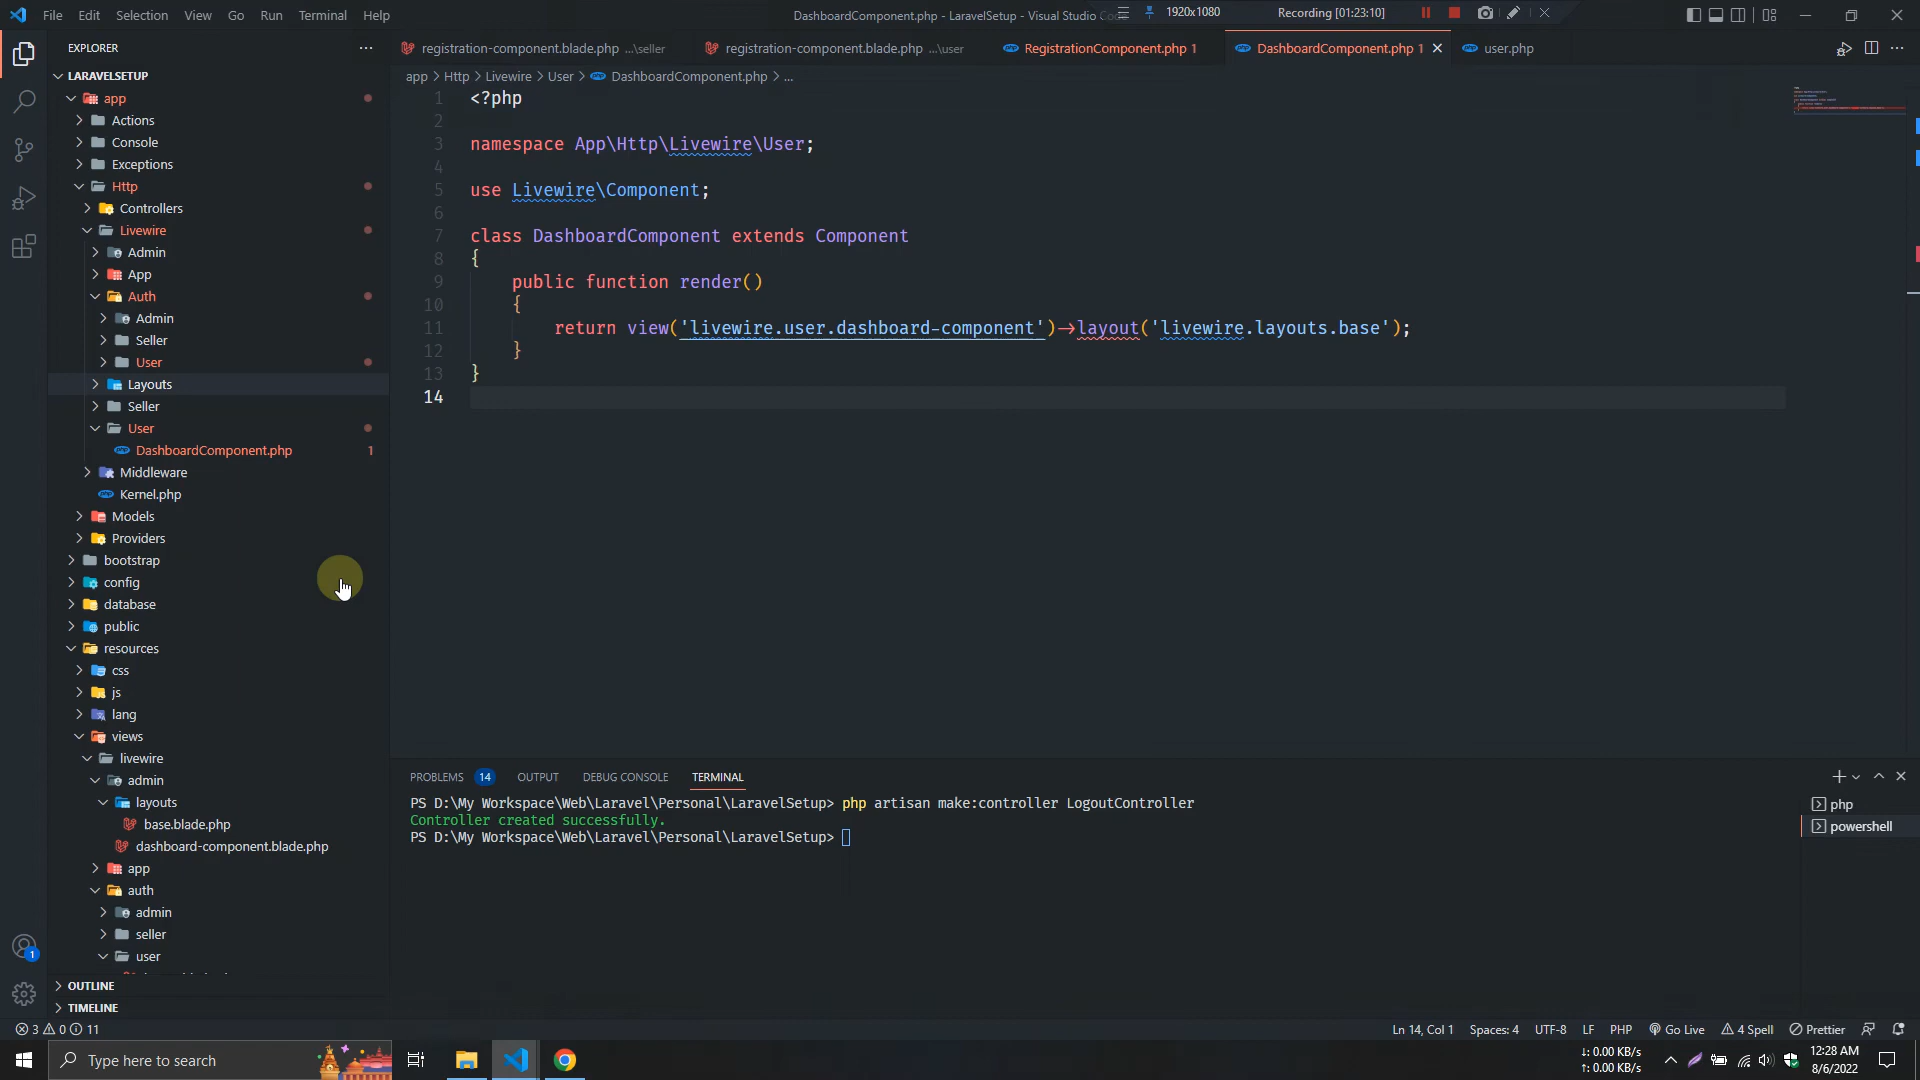 File Edit Selection View Go Run Terminal Help
DashboardComponent.php - LaravelSetup - Visual Studio
1920x1080
Recording [01:23:10]
EXPLORER
registration-component.blade.php ...\seller
registration-component.blade.php ...\user
RegistrationComponent.php 1
DashboardComponent.php 1
user.php
LARAVELSETUP
app > Http > Livewire > User > DashboardComponent.php > ...
app
Actions
Console
Exceptions
Http
Controllers
Livewire
Admin
App
Auth
Admin
Seller
User
Layouts
Seller
User
DashboardComponent.php 1
Middleware
Kernel.php
Models
Providers
bootstrap
config
database
public
resources
css
js
lang
views
livewire
admin
layouts
base.blade.php
dashboard-component.blade.php
app
auth
admin
seller
user
OUTLINE
TIMELINE
1 <?php
2
3 namespace App\Http\Livewire\User;
4
5 use Livewire\Component;
6
7 class DashboardComponent extends Component
8 {
9 public function render()
10 {
11 return view('livewire.user.dashboard-component')->layout('livewire.layouts.base');
12 }
13 }
14
PROBLEMS 14 OUTPUT DEBUG CONSOLE TERMINAL
PS D:\My Workspace\Web\Laravel\Personal\LaravelSetup> php artisan make:controller LogoutController
Controller created successfully.
PS D:\My Workspace\Web\Laravel\Personal\LaravelSetup>
php
powershell
1
3 0 11
Ln 14, Col 1 Spaces: 4 UTF-8 LF PHP Go Live 4 Spell Prettier
Type here to search
↓: 0.00 KB/s
↑: 0.00 KB/s
12:28 AM
8/6/2022